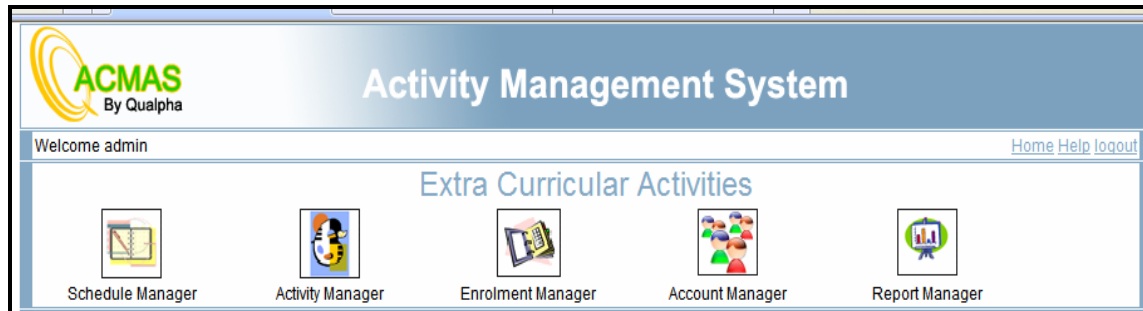 ACMAS
By Qualpha
Activity Management System
Welcome admin
Home Help logout
Extra Curricular Activities
Schedule Manager Activity Manager Enrolment Manager Account Manager Report Manager